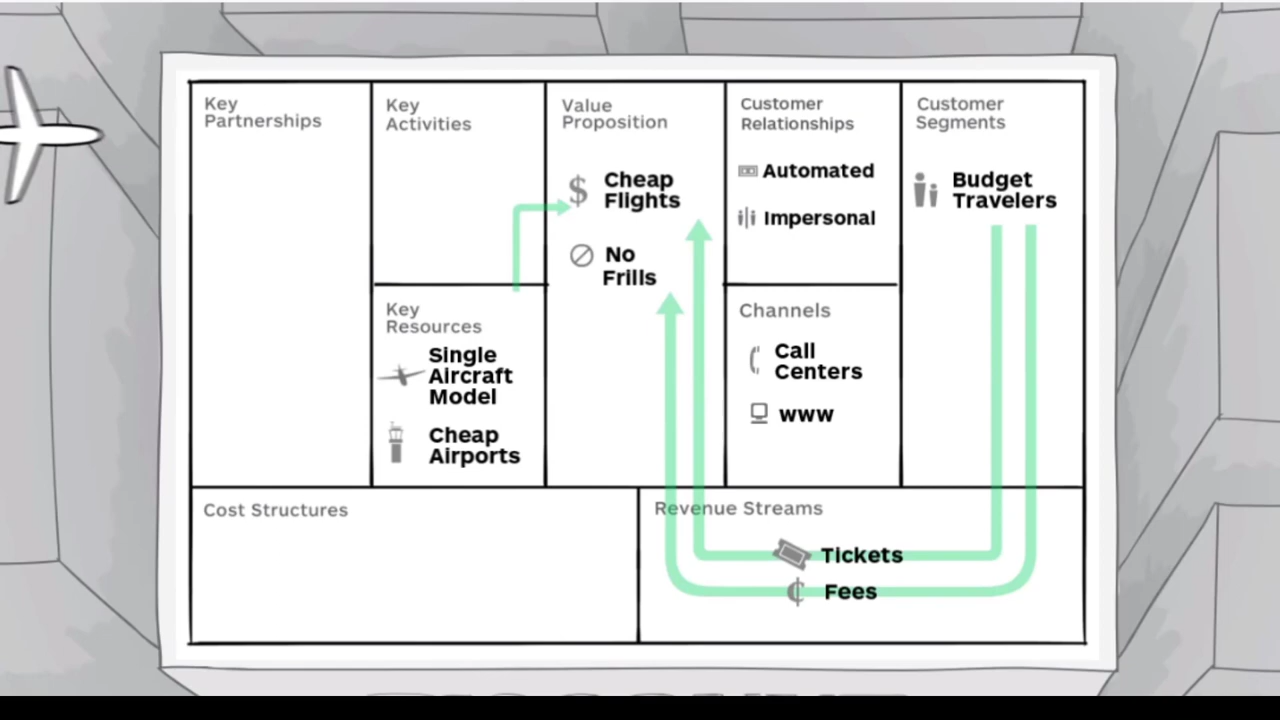 Key
Partnerships
Key
Activities
Value
Proposition
$ Cheap
Flights
No
Frills
Customer
Relationships
Automated
Impersonal
Customer
Segments
Budget
Travelers
Key
Resources
Single
Aircraft
Model
Cheap
Airports
Channels
Call
Centers
www
Cost Structures
Revenue Streams
Tickets
¢ Fees